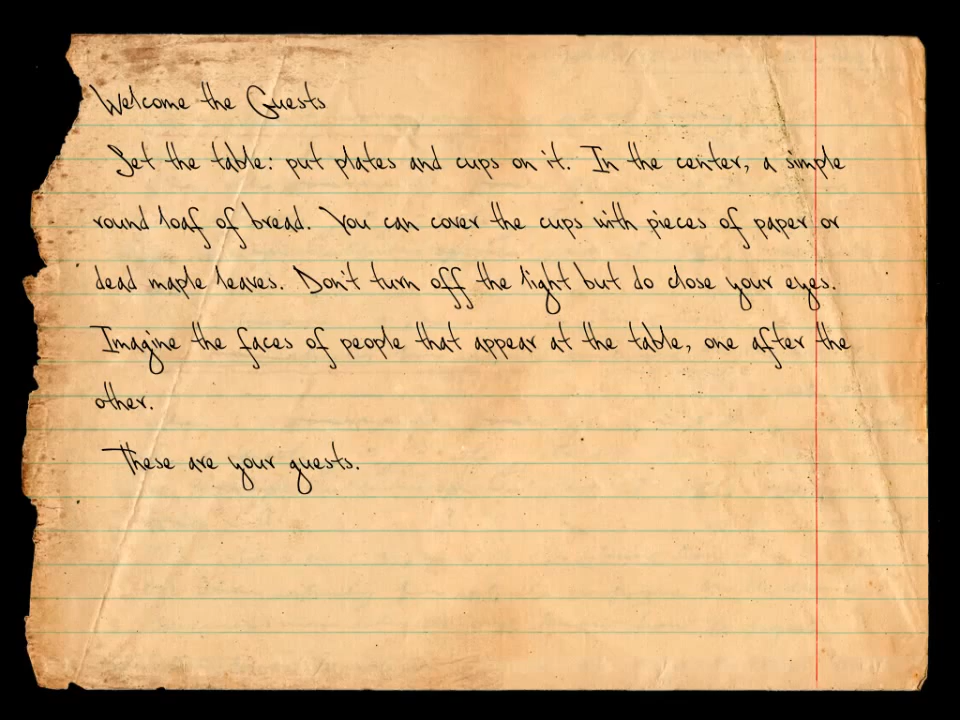 Welcome the Guests
Set the table: put plates and cups on it. In the center, a simple
round loaf of bread. You can cover the cups with pieces of paper or
dead maple leaves. Don't turn off the light but do close your eyes.
Imagine the faces of people that appear at the table, one after the
other.
These are your guests.